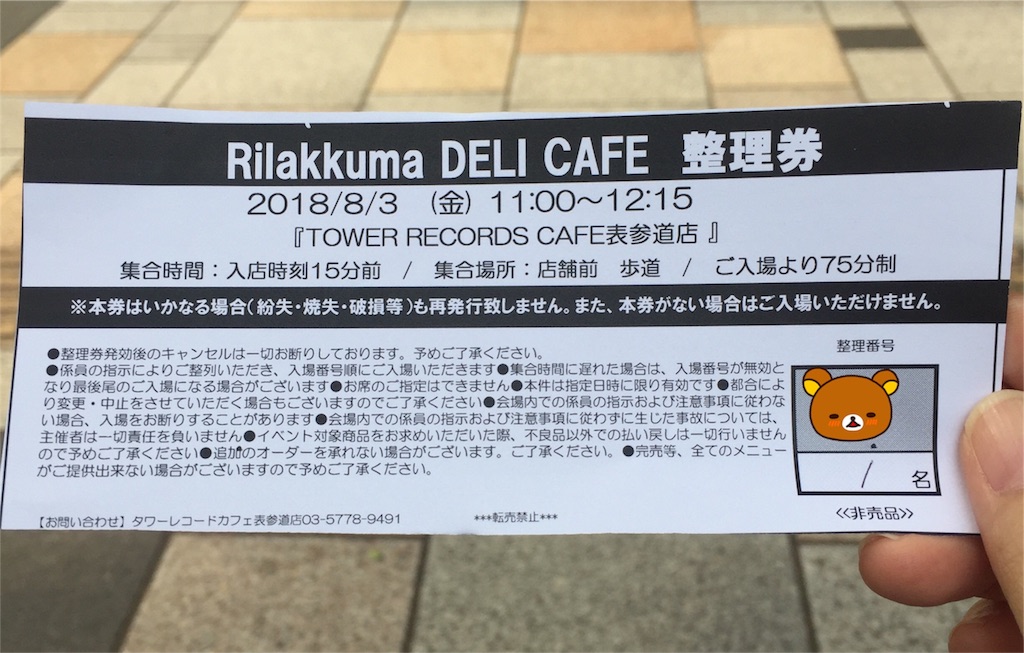 Rilakkuma DELI CAFE 整理券
2018/8/3 (金) 11:00～12:15
『TOWER RECORDS CAFE表参道店 』
集合時間：入店時刻15分前 / 集合場所：店舗前 歩道 / ご入場より75分制
※本券はいかなる場合(紛失・焼失・破損等)も再発行致しません。また、本券がない場合はご入場いただけません。
●整理券発効後のキャンセルは一切お断りしております。予めご了承ください。
●係員の指示によりご整列いただき、入場番号順にご入場いただきます●集合時間に遅れた場合は、入場番号が無効と
なり最後尾のご入場になる場合がございます●お席のご指定はできません●本件は指定日時に限り有効です●都合によ
り変更・中止をさせていただく場合もございますのでご了承ください●会場内での係員の指示および注意事項に従わな
い場合、入場をお断りすることがあります●会場内での係員の指示および注意事項に従わずに生じた事故については、
主催者は一切責任を負いません●イベント対象商品をお求めいただいた際、不良品以外での払い戻しは一切行いません
ので予めご了承ください●追加のオーダーを承れない場合がございます。ご了承ください。●完売等、全てのメニュー
がご提供出来ない場合がございますので予めご了承ください。
整理番号
1 名
≪非売品≫
【お問い合わせ】タワーレコードカフェ表参道店03-5778-9491
***転売禁止***